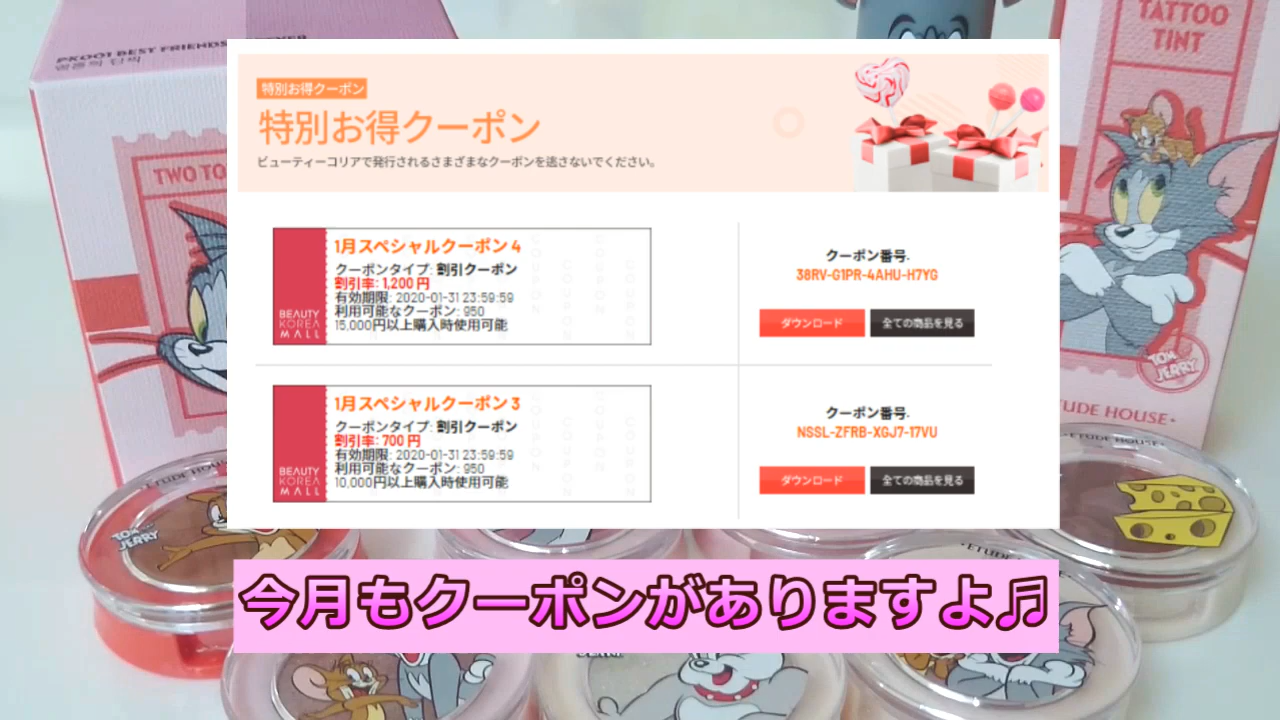 TATTOO
TINT
TWO TO
特別お得クーポン
特別お得クーポン
ビューティーコリアで発行されるさまざまなクーポンを逃さないでください。
1月スペシャルクーポン 4
クーポンタイプ: 割引クーポン
割引率: 1,200 円
有効期限: 2020-01-31 23:59:59
利用可能なクーポン: 950
15,000円以上購入時使用可能
BEAUTY
KOREA
MALL
クーポン番号.
38RV-G1PR-4AHU-H7YG
ダウンロード
全ての商品を見る
1月スペシャルクーポン 3
クーポンタイプ: 割引クーポン
割引率: 700 円
有効期限: 2020-01-31 23:59:59
利用可能なクーポン: 950
10,000円以上購入時使用可能
BEAUTY
KOREA
MALL
クーポン番号.
NSSL-ZFRB-XGJ7-17VU
ダウンロード
全ての商品を見る
TOM
JERRY
TUDE HOUSE
ETUDE HOUSE
TOM
JERRY
今月もクーポンがありますよ♬